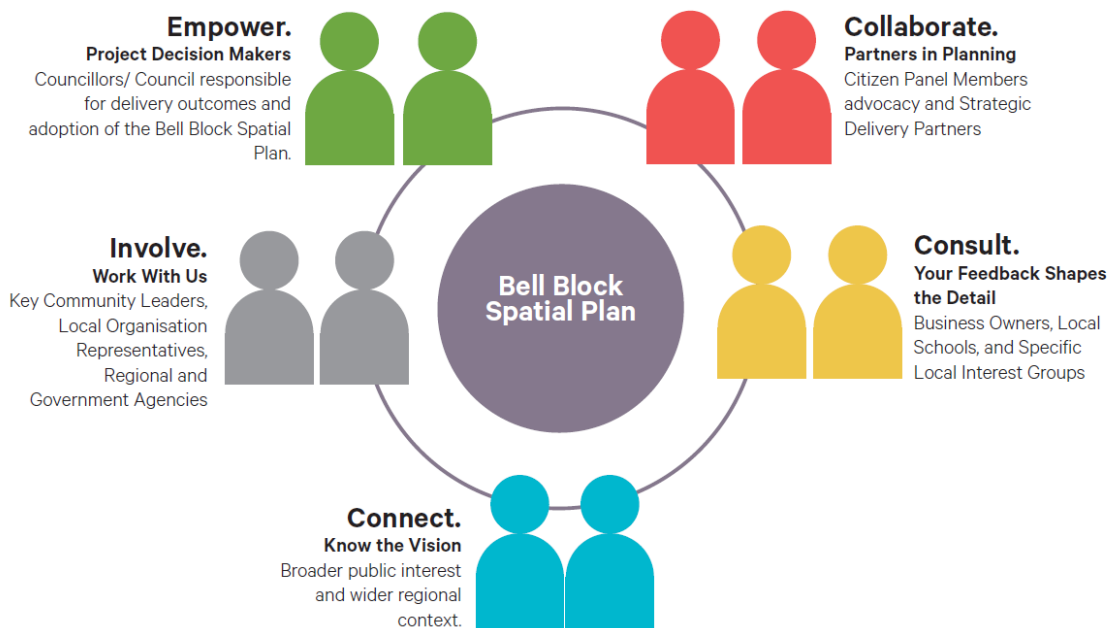 Empower.
Project Decision Makers
Councillors/ Council responsible
for delivery outcomes and
adoption of the Bell Block Spatial
Plan.
Collaborate.
Partners in Planning
Citizen Panel Members
advocacy and Strategic
Delivery Partners
Involve.
Work With Us
Key Community Leaders,
Local Organisation
Representatives,
Regional and
Government Agencies
Bell Block
Spatial Plan
Consult.
Your Feedback Shapes
the Detail
Business Owners, Local
Schools, and Specific
Local Interest Groups
Connect.
Know the Vision
Broader public interest
and wider regional
context.